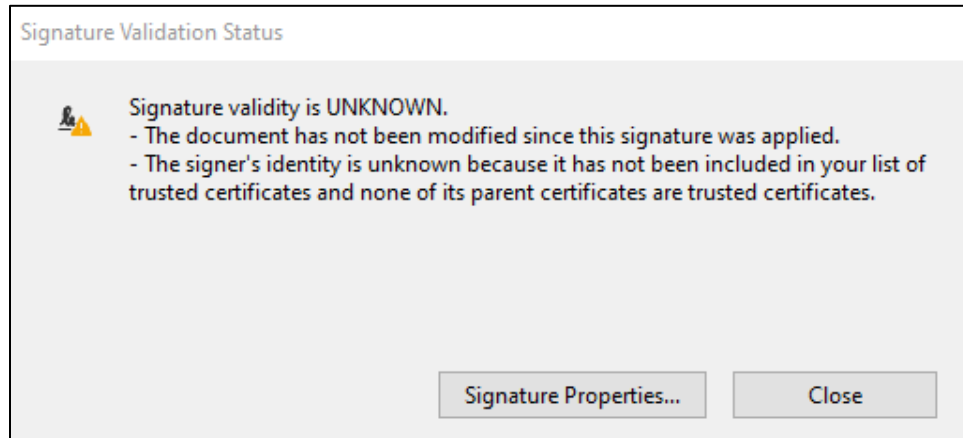 Signature Validation Status
Signature validity is UNKNOWN.
- The document has not been modified since this signature was applied.
- The signer's identity is unknown because it has not been included in your list of
trusted certificates and none of its parent certificates are trusted certificates.
Signature Properties...
Close